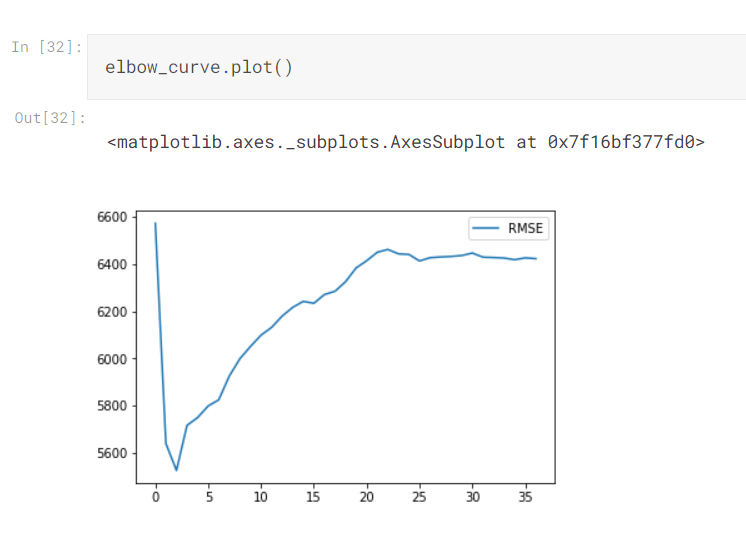 In [32]:
elbow_curve.plot()
Out[32]:
<matplotlib.axes._subplots.AxesSubplot at 0x7f16bf377fd0>
RMSE
6600
6400
6200
6000
5800
5600
0 5 10 15 20 25 30 35